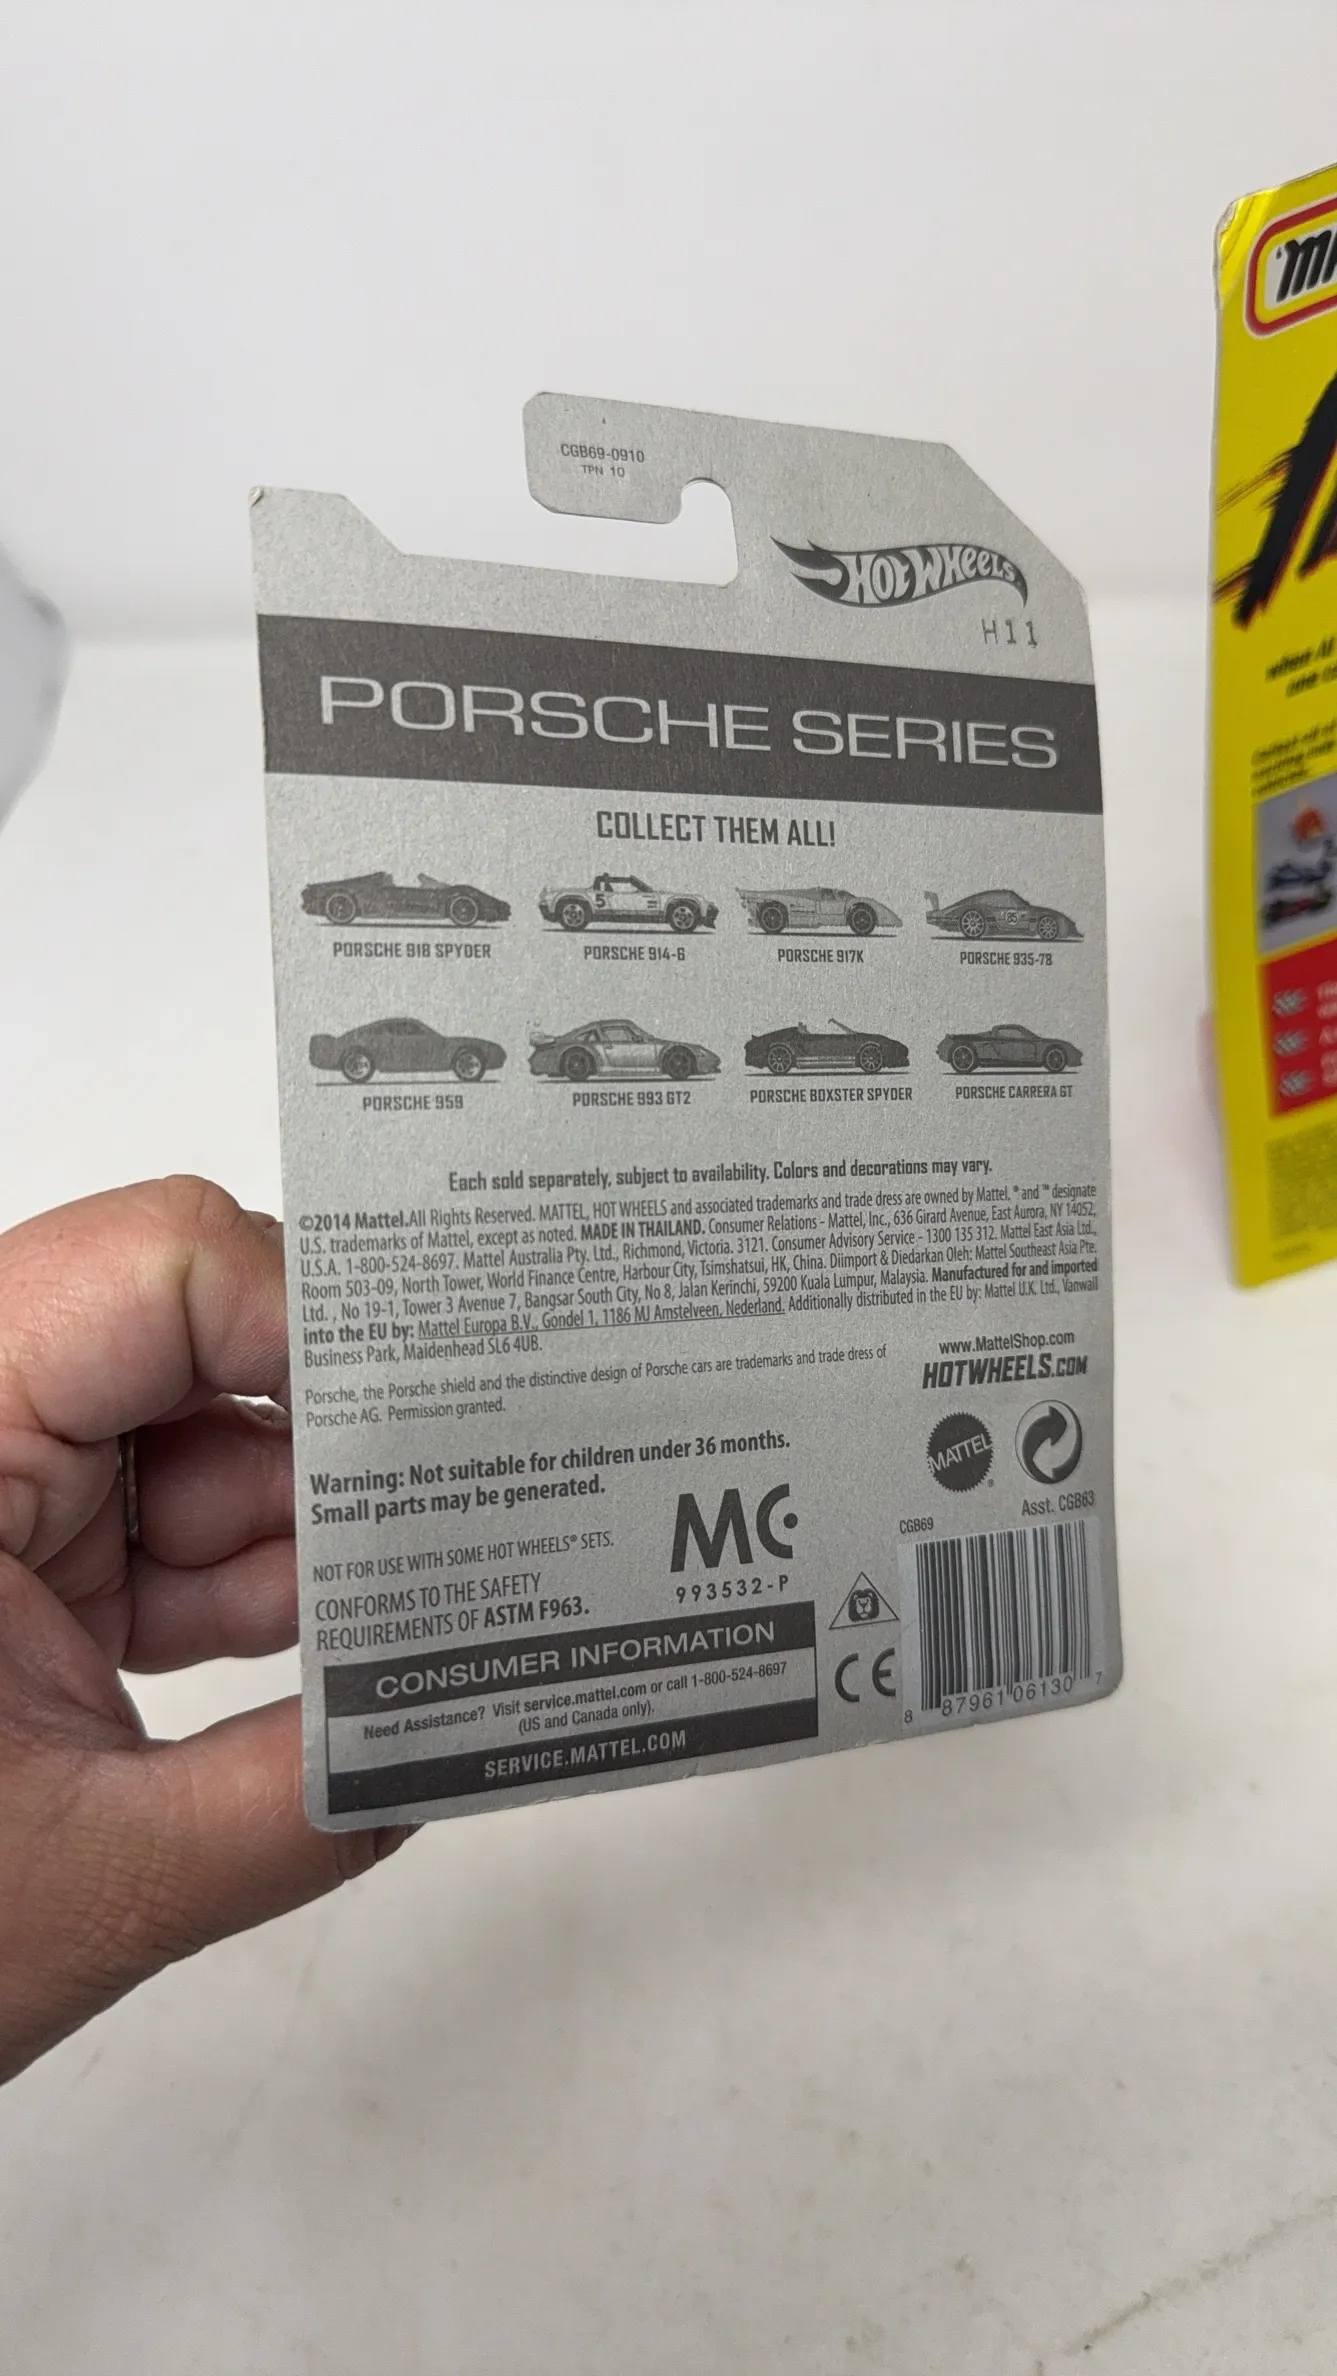 CGB69-0910
TPN 10
HOT WHEELS
H11
PORSCHE SERIES
COLLECT THEM ALL!
PORSCHE 918 SPYDER
5
PORSCHE 914-6
PORSCHE 917K
85
PORSCHE 935-78
PORSCHE 959
PORSCHE 993 GT2
PORSCHE BOXSTER SPYDER
PORSCHE CARRERA GT
Each sold separately, subject to availability. Colors and decorations may vary.
©2014 Mattel.All Rights Reserved. MATTEL, HOT WHEELS and associated trademarks and trade dress are owned by Mattel. ® and ™ designate
U.S. trademarks of Mattel, except as noted. MADE IN THAILAND. Consumer Relations - Mattel, Inc., 636 Girard Avenue, East Aurora, NY 14052,
U.S.A. 1-800-524-8697. Mattel Australia Pty. Ltd., Richmond, Victoria. 3121. Consumer Advisory Service - 1300 135 312. Mattel East Asia Ltd.,
Room 503-09, North Tower, World Finance Centre, Harbour City, Tsimshatsui, HK, China. Diimport & Diedarkan Oleh: Mattel Southeast Asia Pte.
Ltd. , No 19-1, Tower 3 Avenue 7, Bangsar South City, No 8, Jalan Kerinchi, 59200 Kuala Lumpur, Malaysia. Manufactured for and imported
into the EU by: Mattel Europa B.V., Gondel 1, 1186 MJ Amstelveen, Nederland. Additionally distributed in the EU by: Mattel U.K. Ltd., Vanwall
Business Park, Maidenhead SL6 4UB.
Porsche, the Porsche shield and the distinctive design of Porsche cars are trademarks and trade dress of
Porsche AG. Permission granted.
www.MattelShop.com
HOTWHEELS.COM
Warning: Not suitable for children under 36 months.
Small parts may be generated.
MATTEL
®
NOT FOR USE WITH SOME HOT WHEELS® SETS.
CONFORMS TO THE SAFETY
REQUIREMENTS OF ASTM F963.
MC
993532-P
CGB69
Asst. CGB63
CE
8 87961 06130 7
CONSUMER INFORMATION
Need Assistance? Visit service.mattel.com or call 1-800-524-8697
(US and Canada only).
SERVICE.MATTEL.COM
when
one